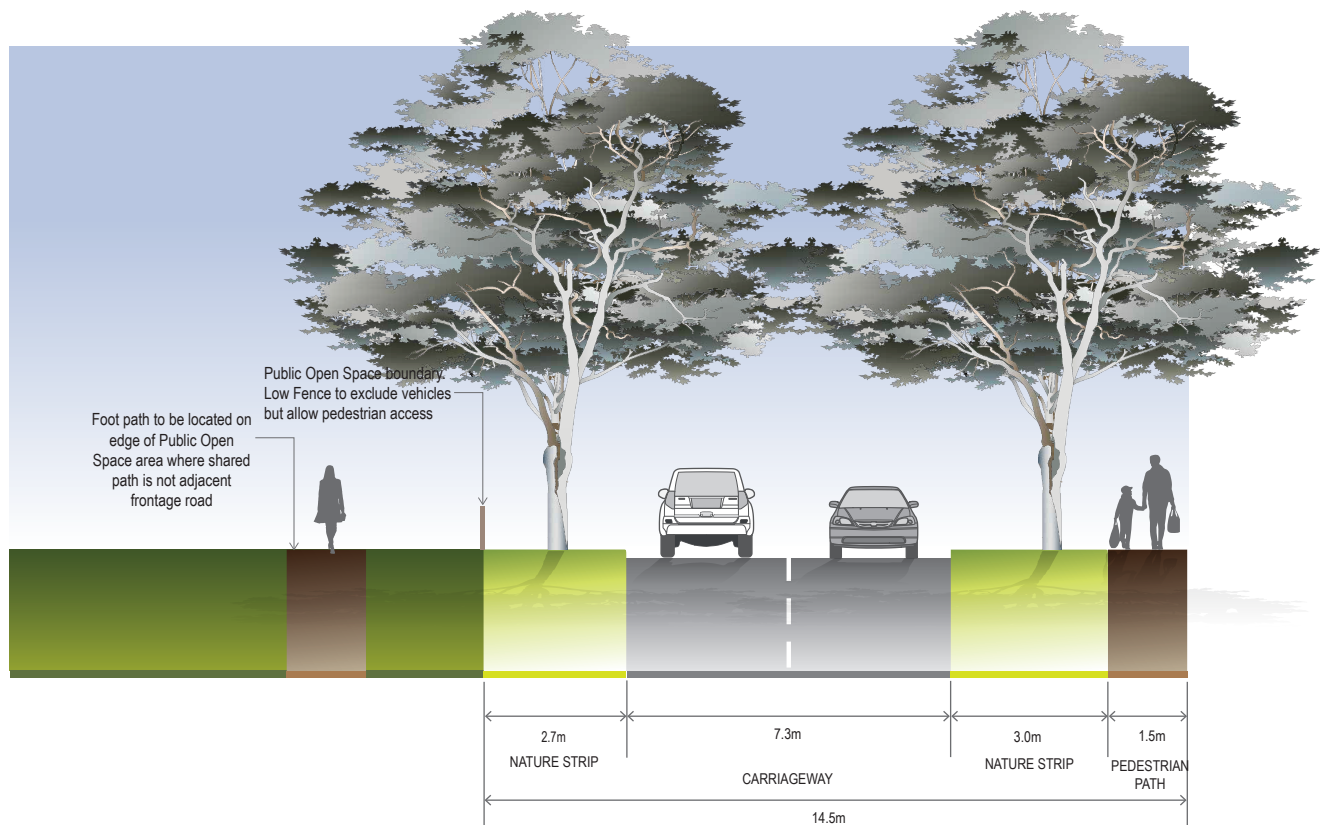 Public Open Space boundary
Low Fence to exclude vehicles
but allow pedestrian access
Foot path to be located on
edge of Public Open
Space area where shared
path is not adjacent
frontage road
2.7m
7.3m
3.0m
1.5m
NATURE STRIP
CARRIAGEWAY
NATURE STRIP
PEDESTRIAN
PATH
14.5m